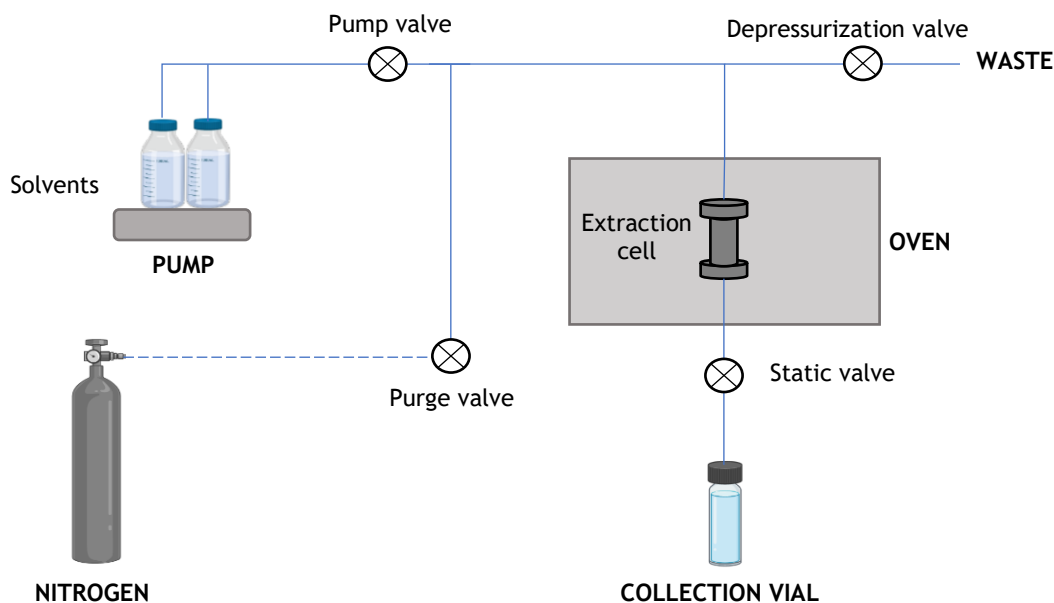 Pump valve
Depressurization valve
WASTE
Solvents
PUMP
Extraction
cell
OVEN
Purge valve
Static valve
NITROGEN
COLLECTION VIAL